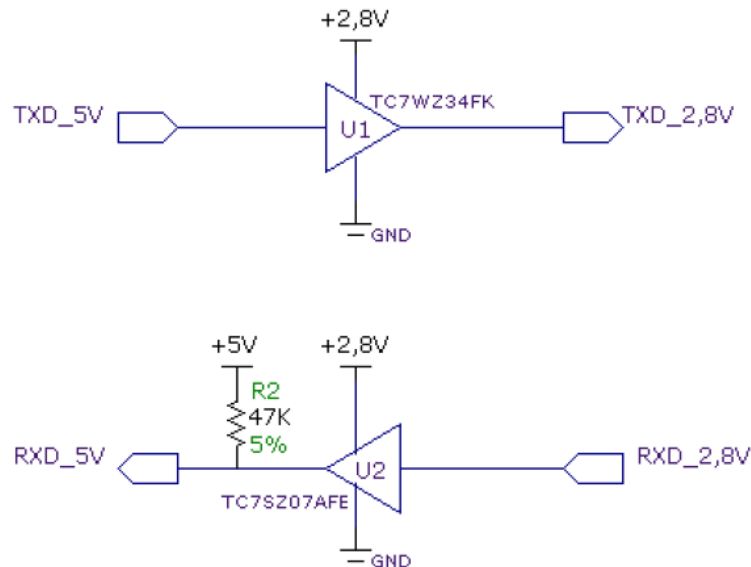 +2,8V
TXD_5V
TC7WZ34FK
TXD_2,8V
U1
GND
+5V
+2,8V
R2
47K
5%
RXD_5V
U2
RXD_2,8V
TC7SZ07AFE
GND